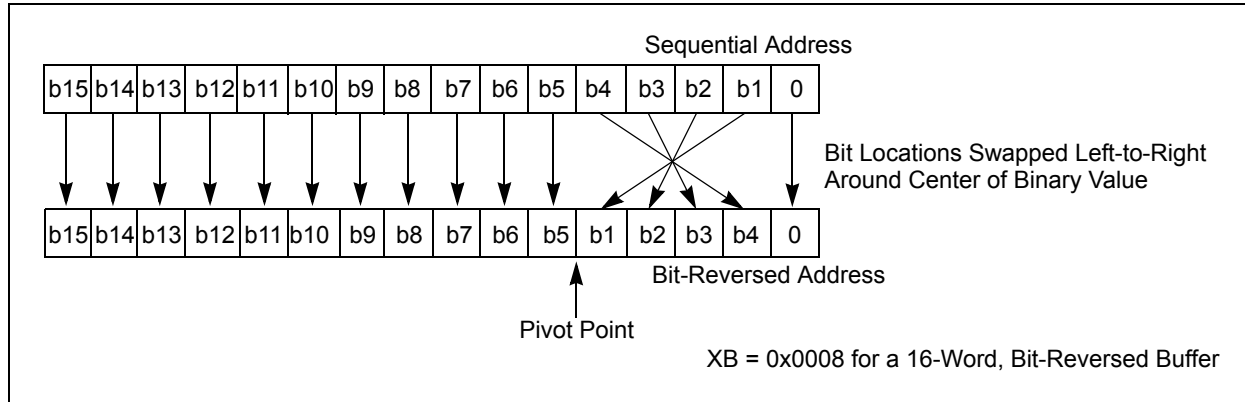 Sequential Address
b15 b14 b13 b12 b11 b10 b9 b8 b7 b6 b5 b4 b3 b2 b1 0
Bit Locations Swapped Left-to-Right
Around Center of Binary Value
b15 b14 b13 b12 b11 b10 b9 b8 b7 b6 b5 b1 b2 b3 b4 0
Bit-Reversed Address
Pivot Point
XB = 0x0008 for a 16-Word, Bit-Reversed Buffer